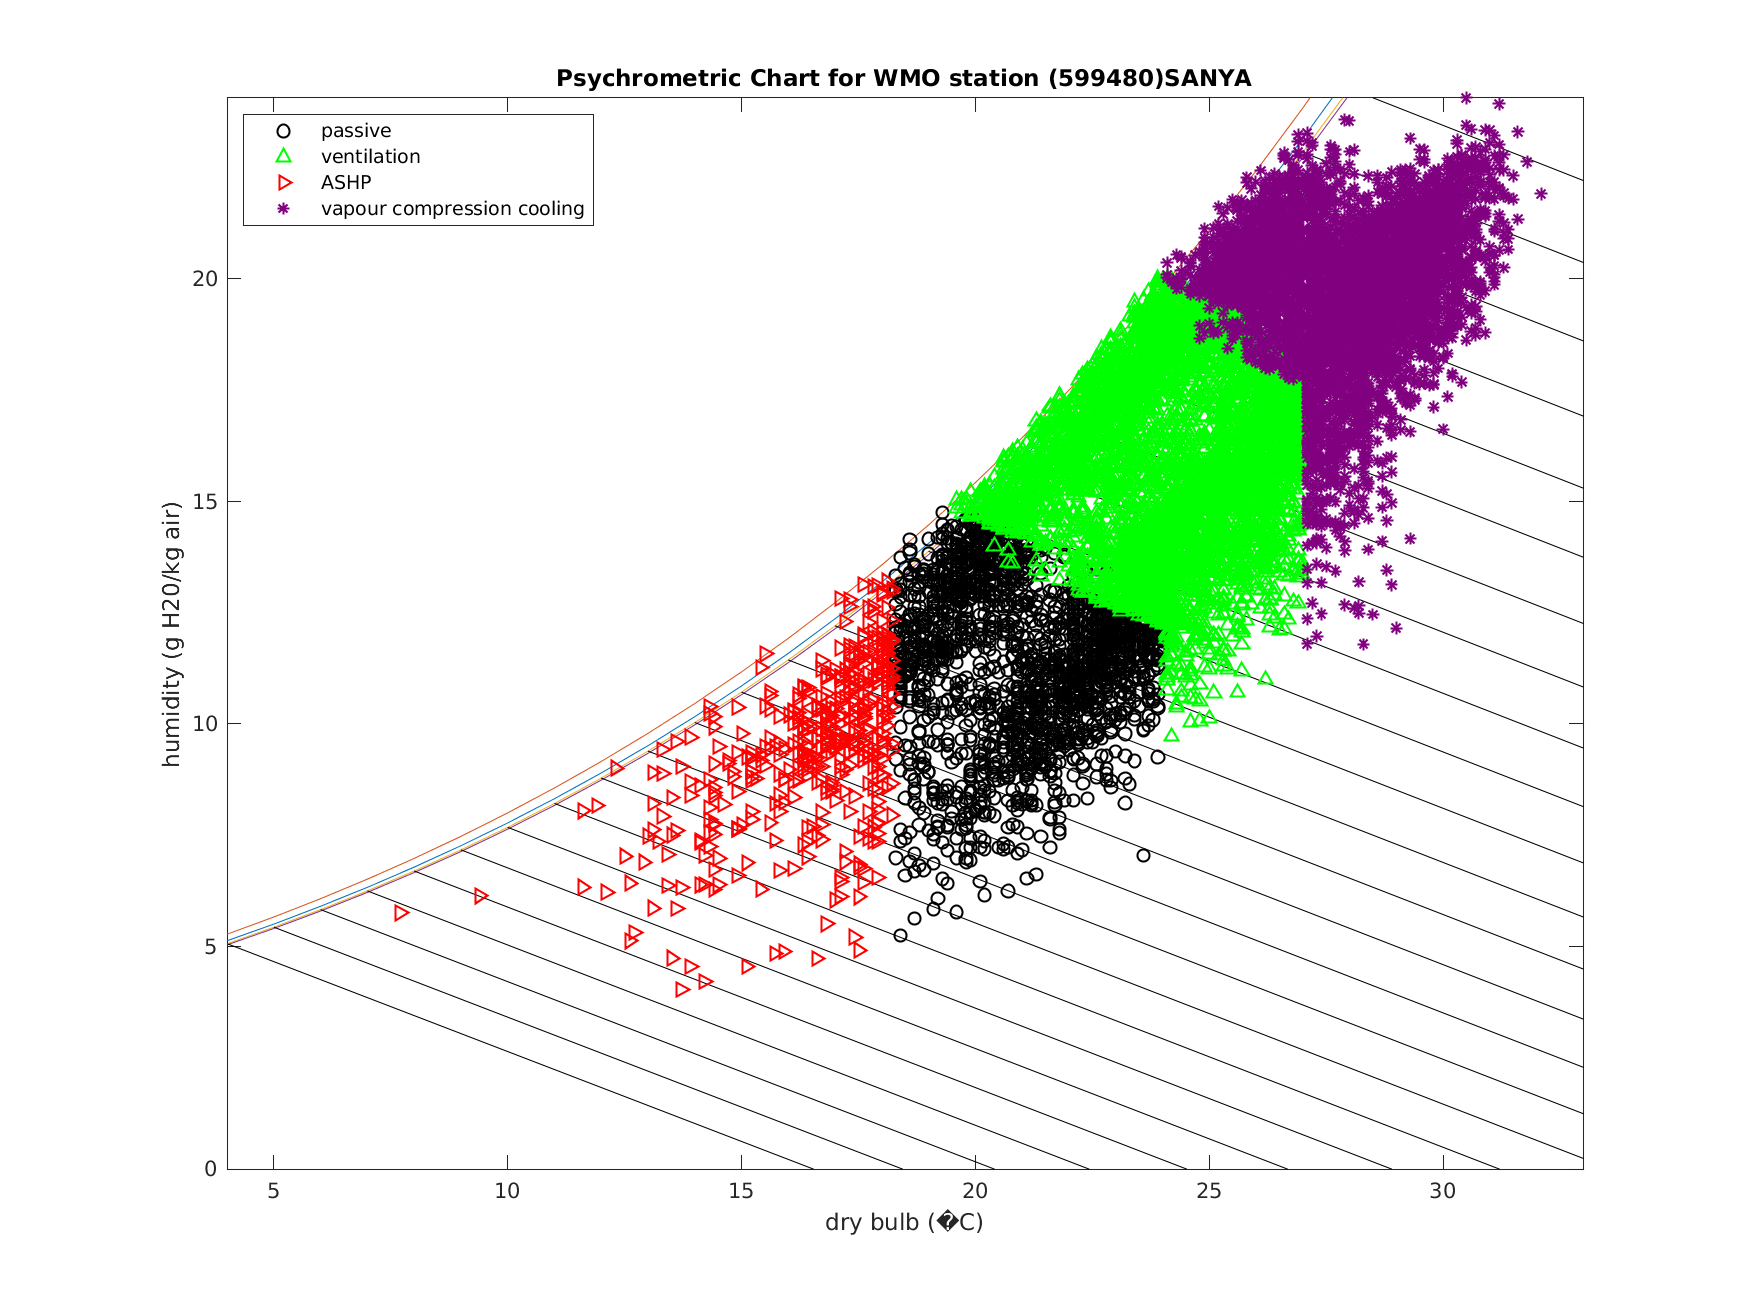 Psychrometric Chart for WMO station (599480)SANYA
passive
ventilation
ASHP
vapour compression cooling
20
15
10
5
0
humidity (g H20/kg air)
5 10 15 20 25 30
dry bulb (�C)